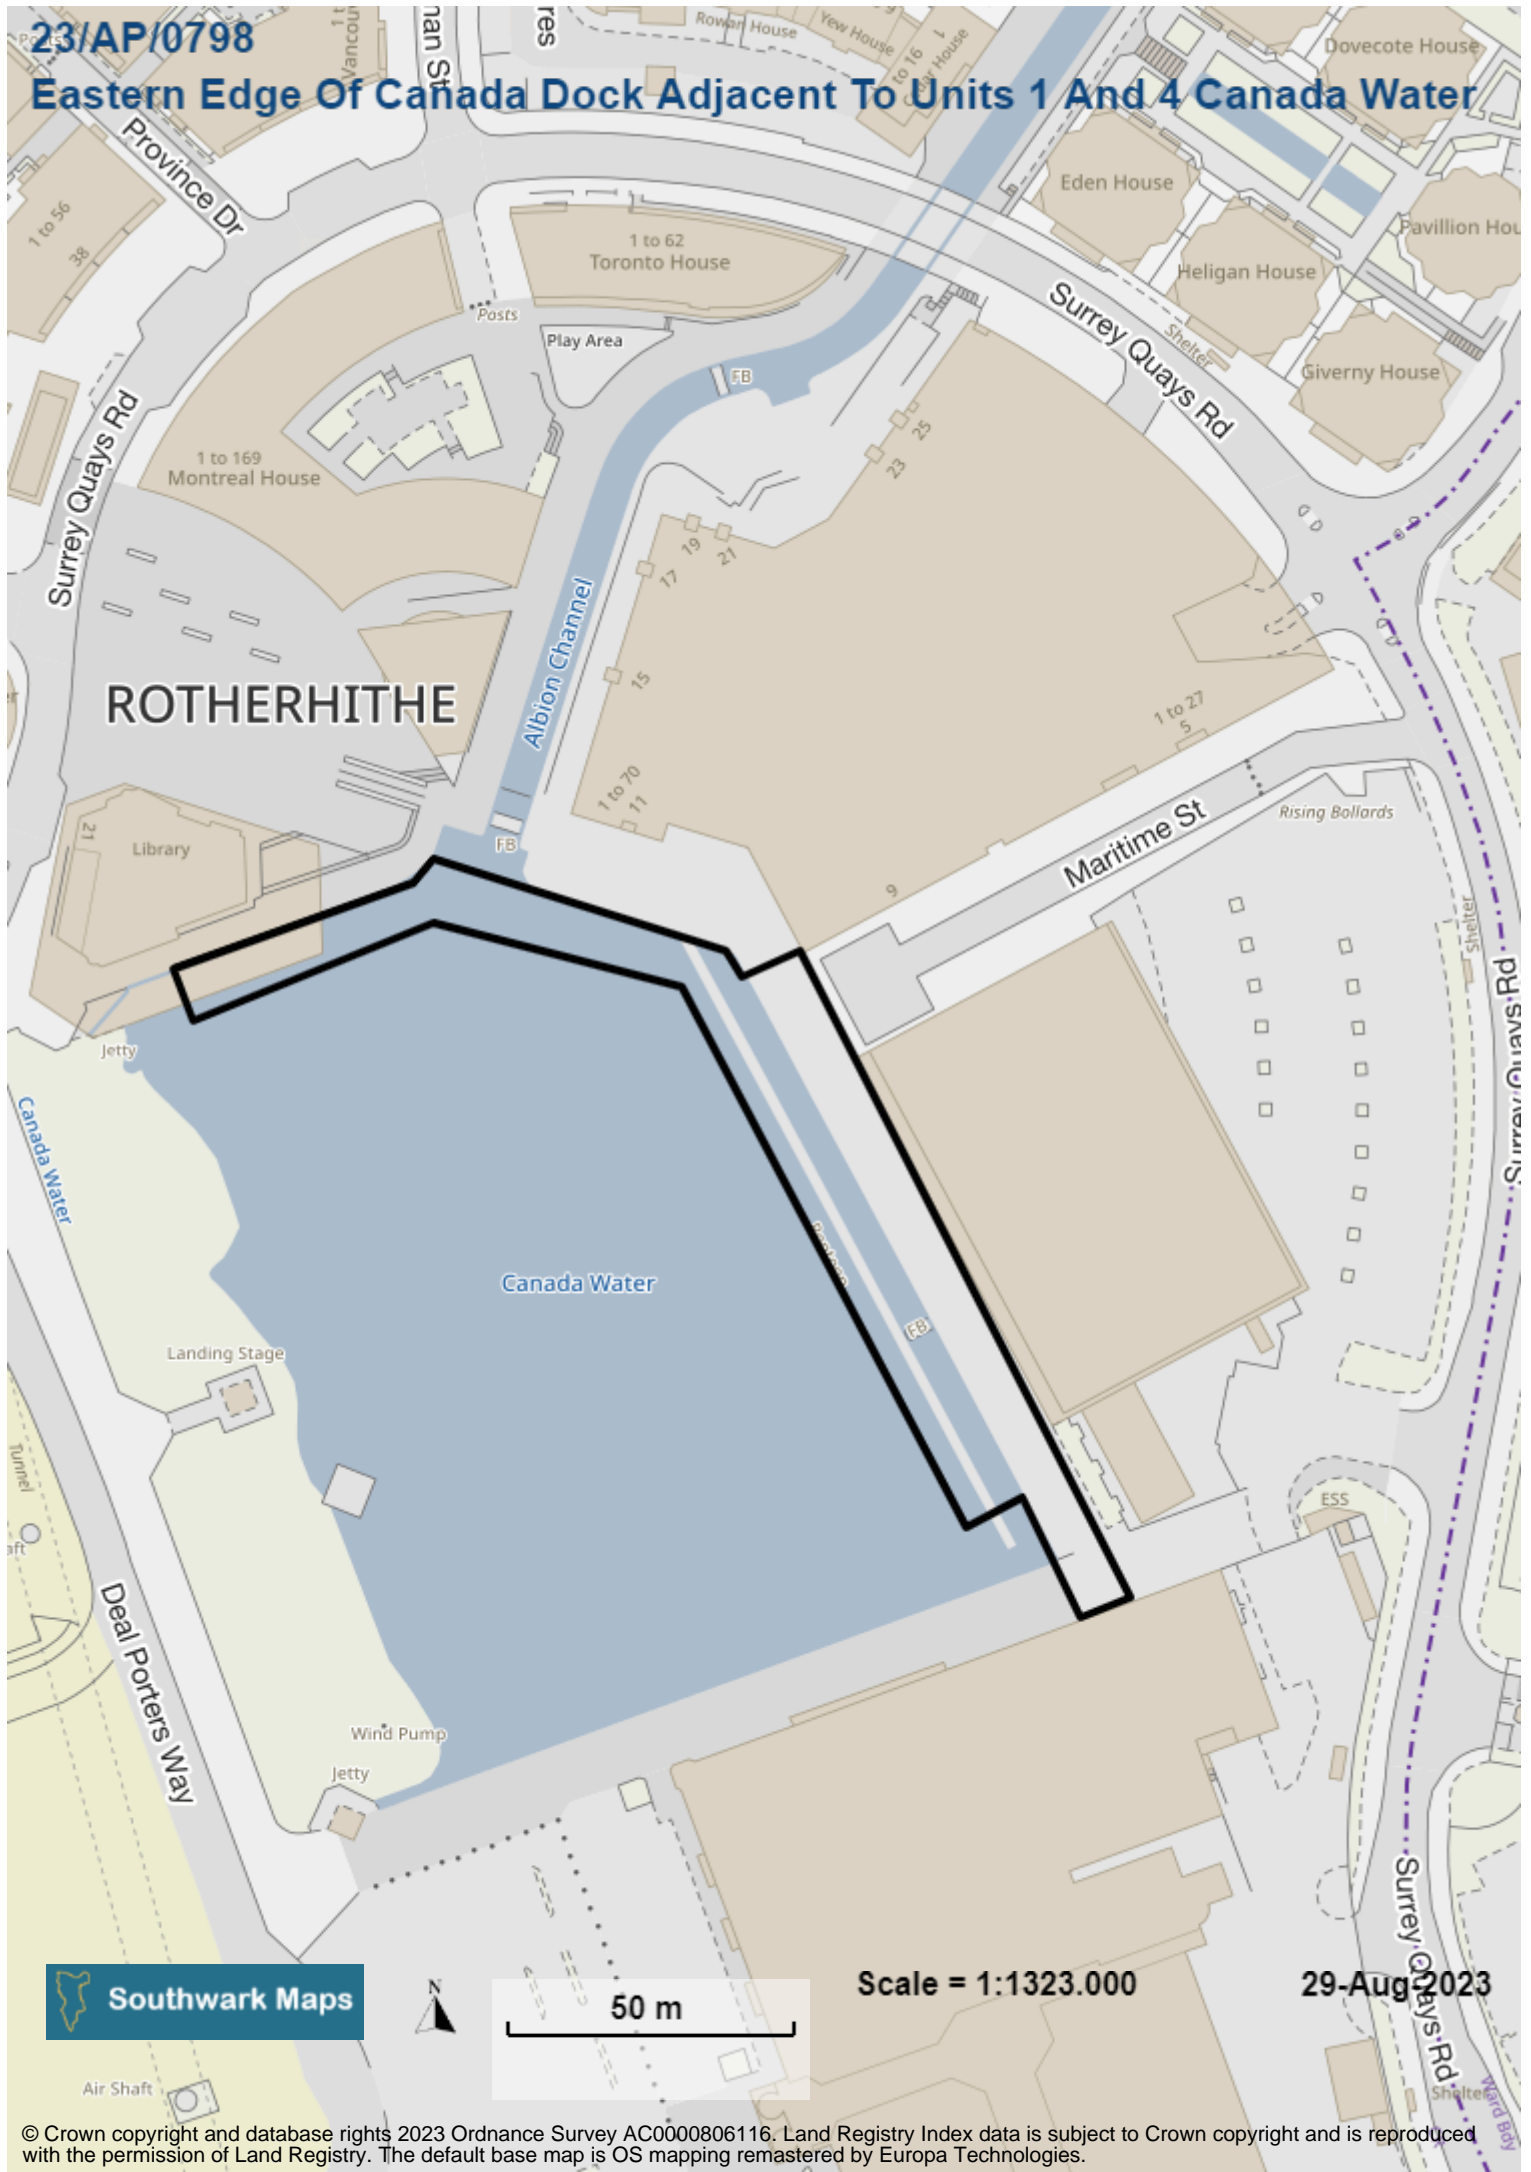 23/AP/0798
Eastern Edge Of Canada Dock Adjacent To Units 1 And 4 Canada Water
Posts
Rowan House
Yew House
Dovecote House
Province Dr
1 to 56
38
1 to 62
Toronto House
Eden House
Pavillion Hou
Heligan House
Giverny House
Shelter
Surrey Quays Rd
Posts
Play Area
FB
25
23
1 to 169
Montreal House
Surrey Quays Rd
19
21
17
15
Albion Channel
ROTHERHITHE
1 to 27
5
1 to 70
11
Rising Bollards
Maritime St
21
Library
FB
9
Shelter
Surrey Quays Rd
Jetty
Canada Water
Canada Water
FB
Landing Stage
Tunnel
ESS
Deal Porters Way
Wind Pump
Jetty
Surrey Quays Rd
Southwark Maps
N
50 m
Scale = 1:1323.000
29-Aug-2023
Air Shaft
Shelter
Ward Bdy
© Crown copyright and database rights 2023 Ordnance Survey AC0000806116. Land Registry Index data is subject to Crown copyright and is reproduced
with the permission of Land Registry. The default base map is OS mapping remastered by Europa Technologies.